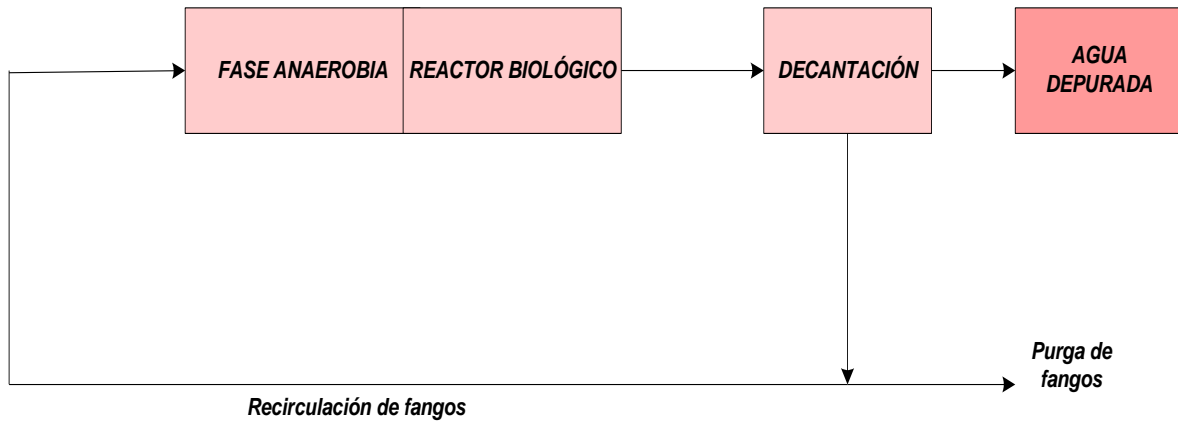 FASE ANAEROBIA
REACTOR BIOLÓGICO
DECANTACIÓN
AGUA
DEPURADA
Purga de
fangos
Recirculación de fangos